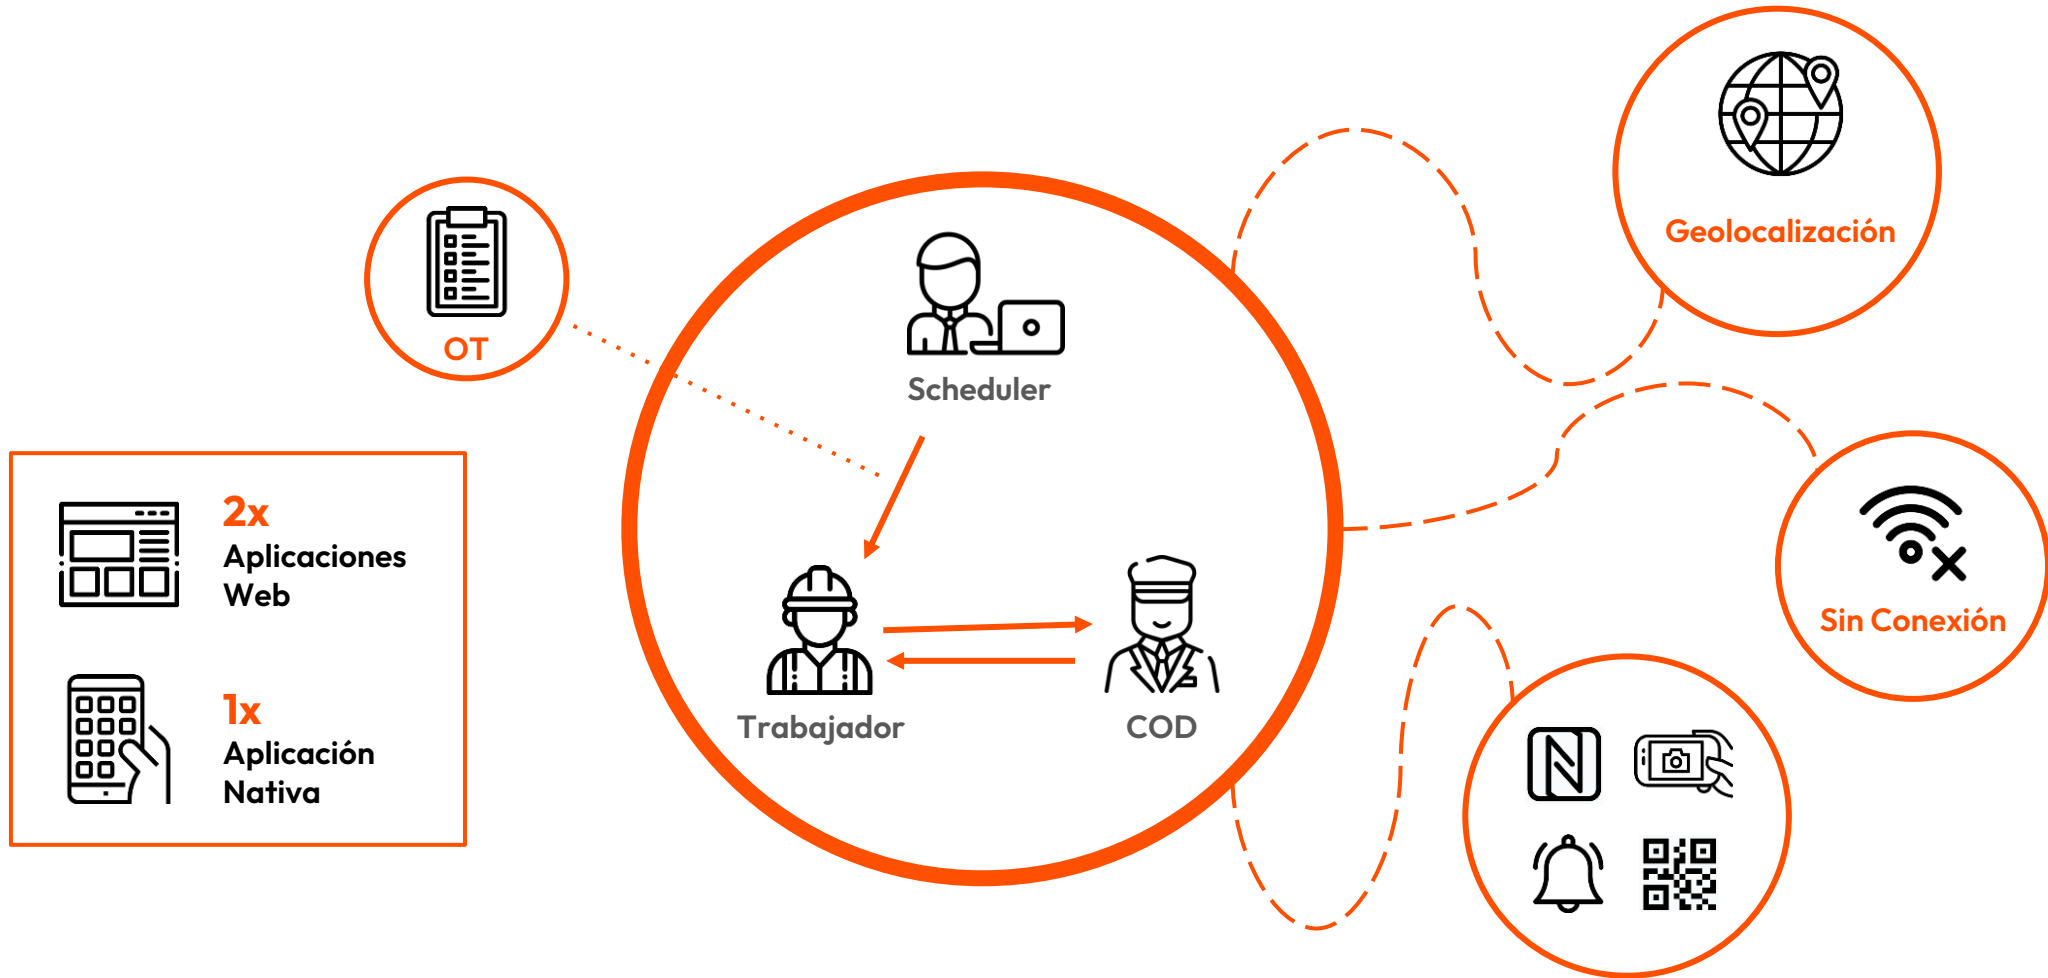 Geolocalización
OT
Scheduler
2x
Aplicaciones
Web
Sin Conexión
1x
Aplicación
Nativa
Trabajador
COD